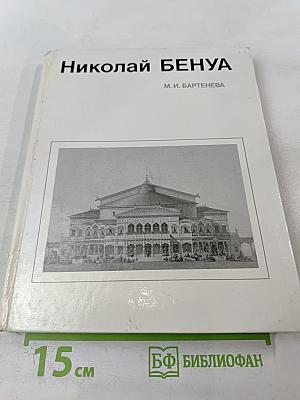 Николай БЕНУА
М. И. БАРТЕНЕВА
15 см
БФ БИБЛИОФАН